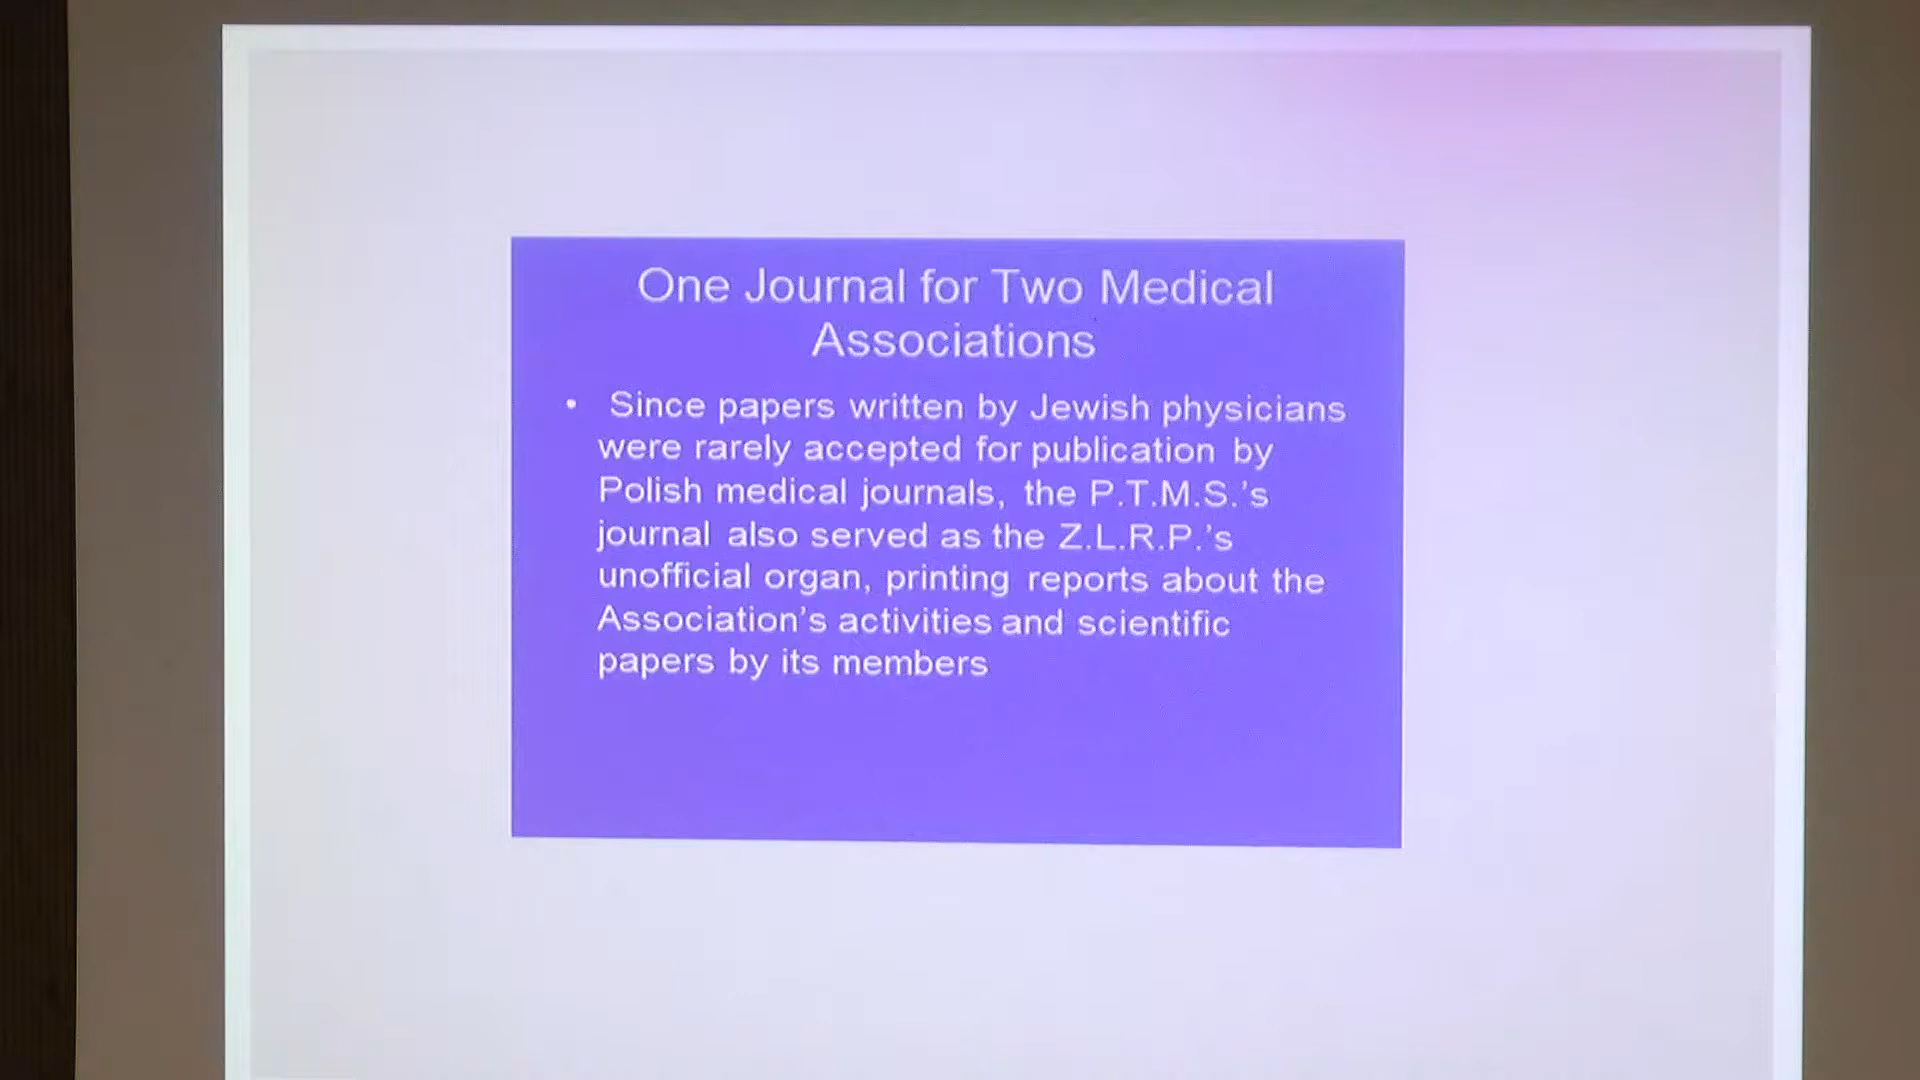 One Journal for Two Medical
Associations
• Since papers written by Jewish physicians
were rarely accepted for publication by
Polish medical journals, the P.T.M.S.’s
journal also served as the Z.L.R.P.’s
unofficial organ, printing reports about the
Association’s activities and scientific
papers by its members